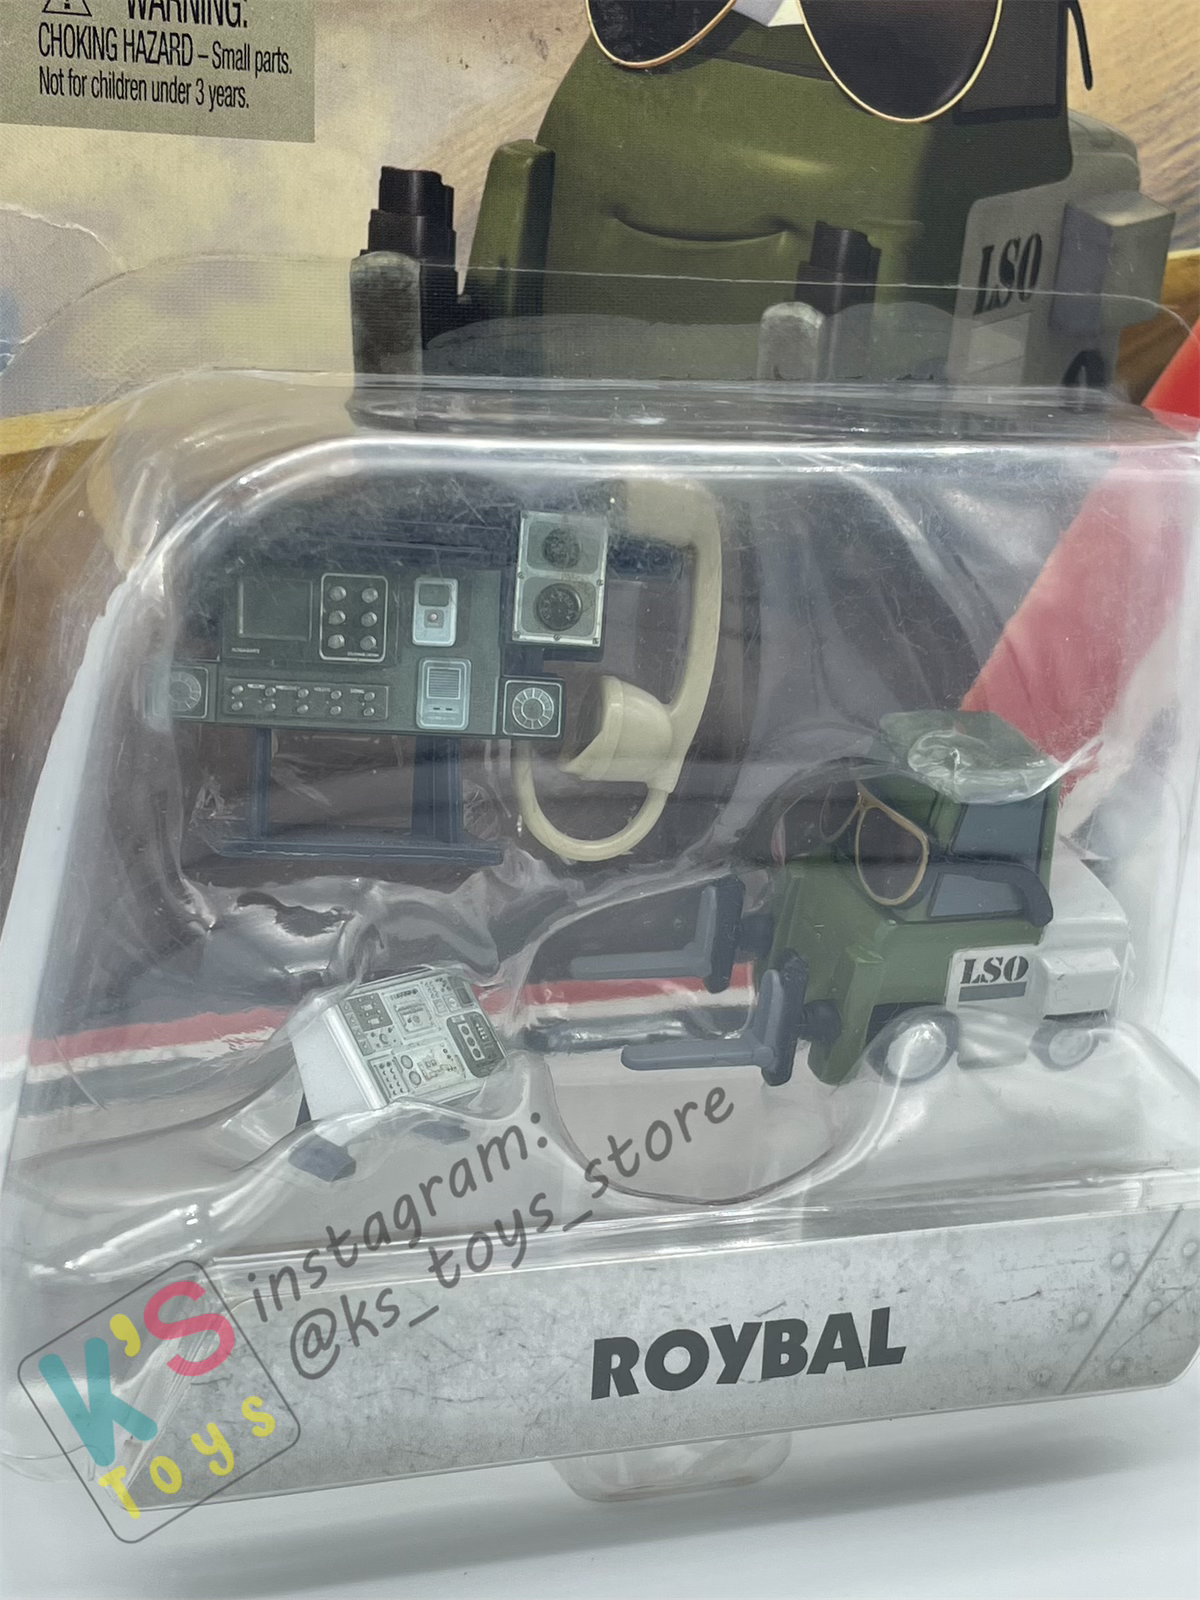 WARNING:
CHOKING HAZARD – Small parts.
Not for children under 3 years.
LSO
LSO
instagram:
@ks_toys_store
K'S
Toys
ROYBAL